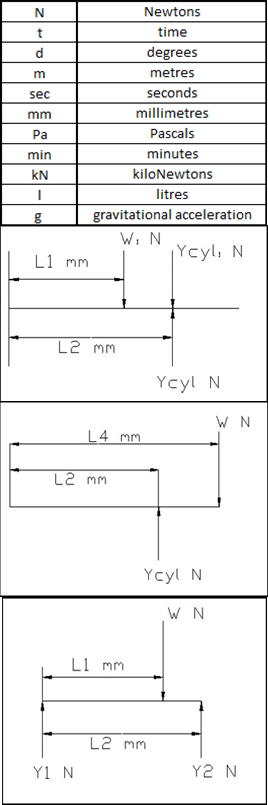 N Newtons
t time
d degrees
m metres
sec seconds
mm millimetres
Pa Pascals
min minutes
kN kiloNewtons
l litres
g gravitational acceleration
W, N
Ycyl, N
L1 mm
L2 mm
Ycyl N
W N
L4 mm
L2 mm
Ycyl N
W N
L1 mm
L2 mm
Y1 N Y2 N